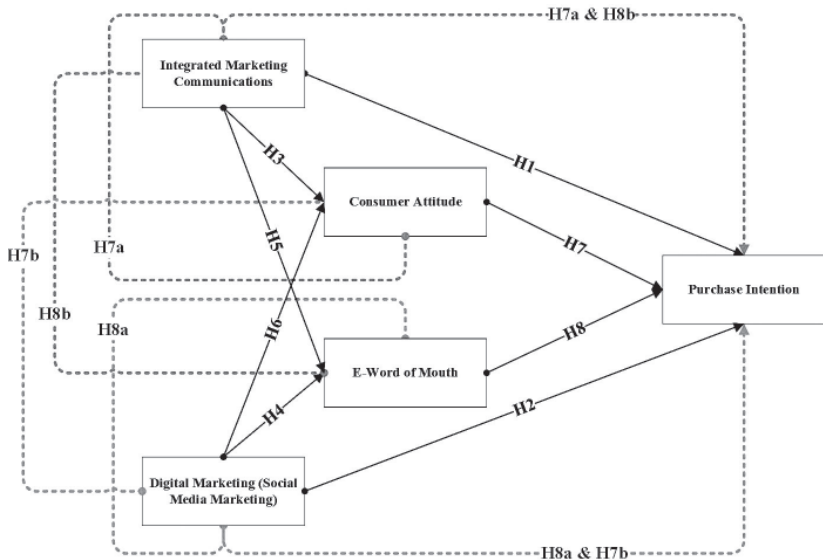 H7a & H8b
Integrated Marketing
Communications
H3
H1
Consumer Attitude
H7b
H7a
H5
H7
H8b
H8a
Purchase Intention
H6
H8
E-Word of Mouth
H4
H2
Digital Marketing (Social
Media Marketing)
H8a & H7b